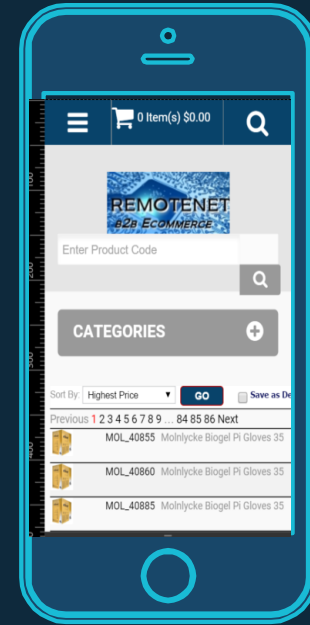 0 Item(s) $0.00
REMOTENET
B2B ECOMMERCE
Enter Product Code
CATEGORIES
Sort By: Highest Price GO Save as De
Previous 1 2 3 4 5 6 7 8 9 ... 84 85 86 Next
MOL_40855 Molnlycke Biogel Pi Gloves 35
MOL_40860 Molnlycke Biogel Pi Gloves 35
MOL_40885 Molnlycke Biogel Pi Gloves 35